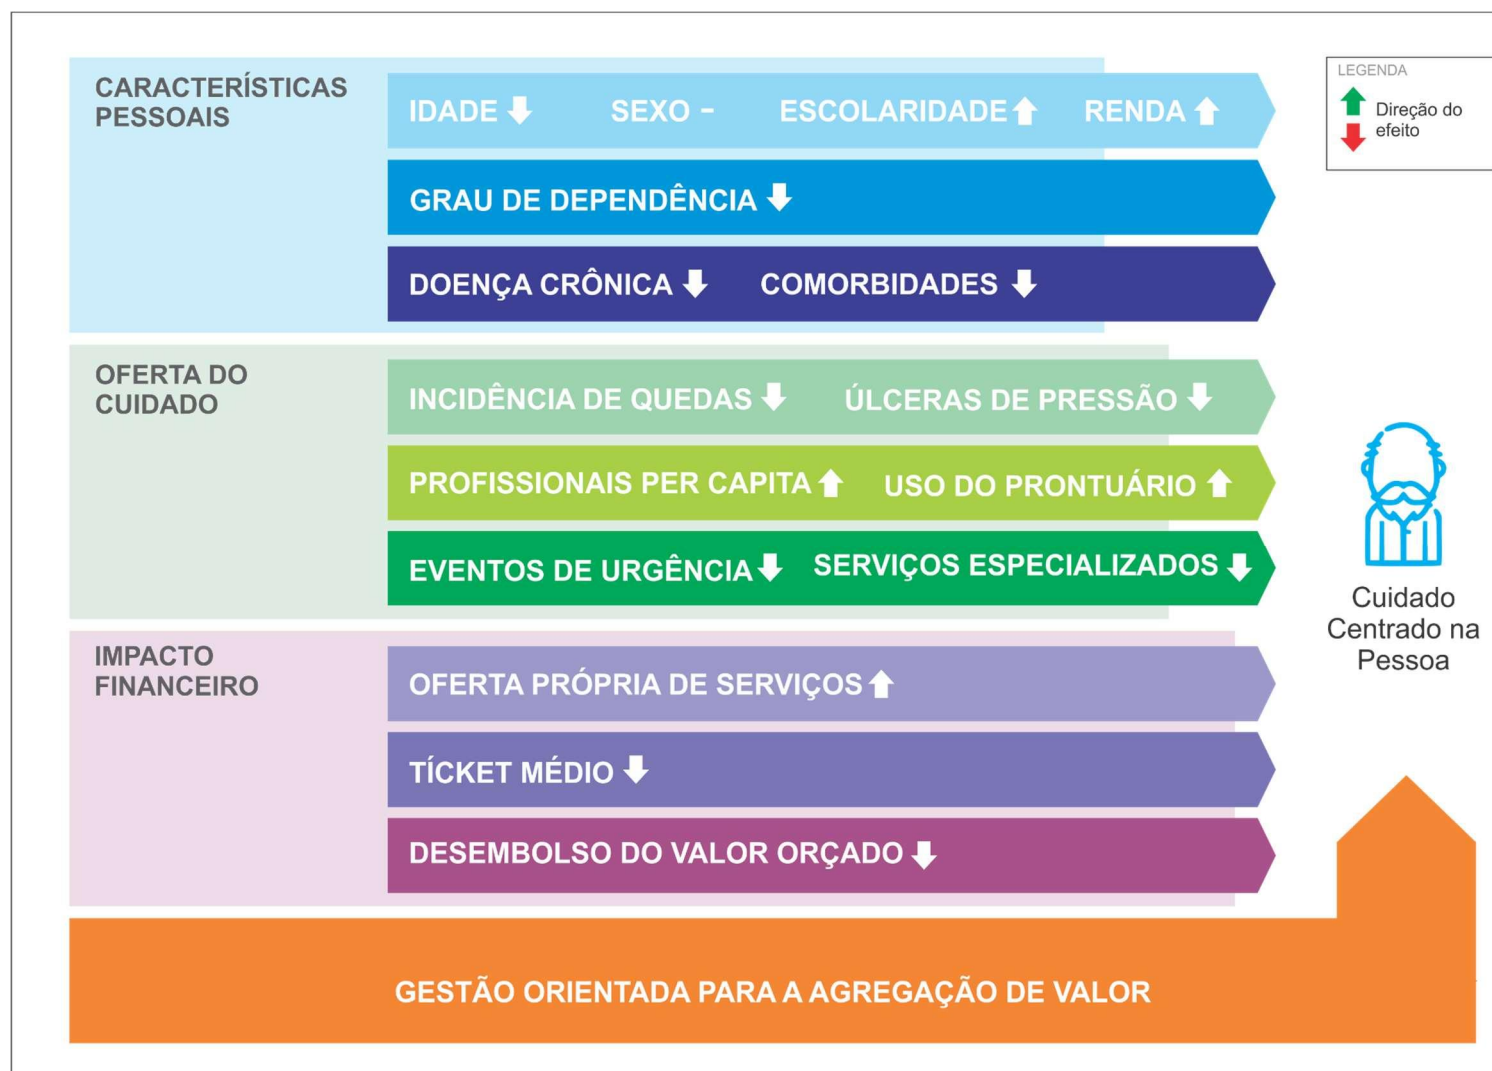 CARACTERÍSTICAS
PESSOAIS
IDADE SEXO - ESCOLARIDADE RENDA
GRAU DE DEPENDÊNCIA
DOENÇA CRÔNICA COMORBIDADES
LEGENDA
Direção do
efeito
OFERTA DO
CUIDADO
INCIDÊNCIA DE QUEDAS ÚLCERAS DE PRESSÃO
PROFISSIONAIS PER CAPITA USO DO PRONTUÁRIO
EVENTOS DE URGÊNCIA SERVIÇOS ESPECIALIZADOS
Cuidado
Centrado na
Pessoa
IMPACTO
FINANCEIRO
OFERTA PRÓPRIA DE SERVIÇOS
TÍCKET MÉDIO
DESEMBOLSO DO VALOR ORÇADO
GESTÃO ORIENTADA PARA A AGREGAÇÃO DE VALOR